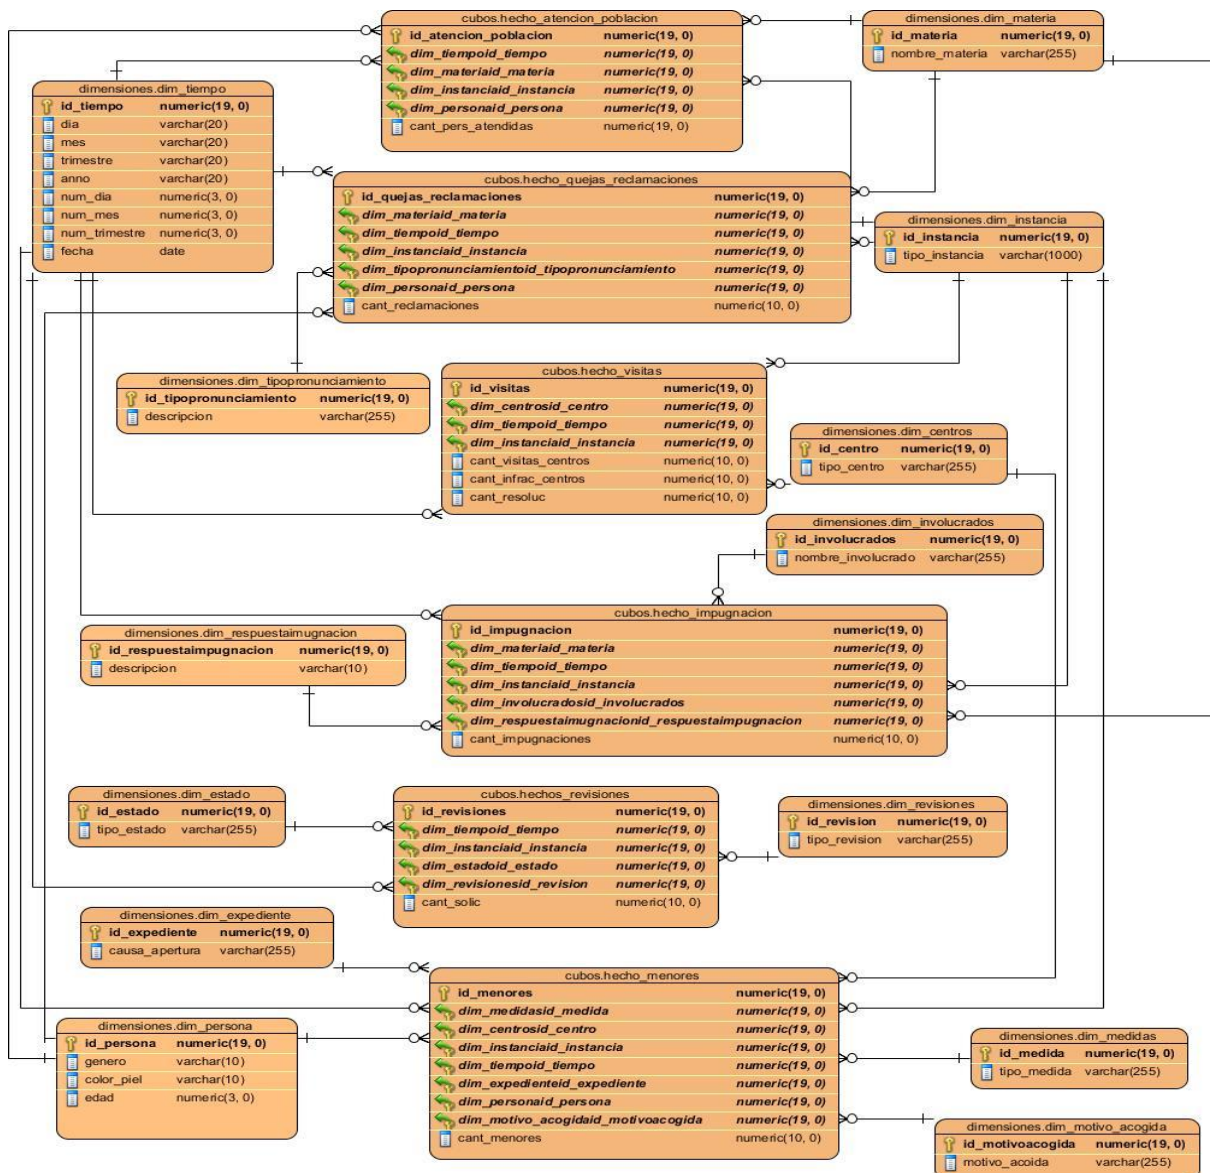 cubos.hecho_atencion_poblacion
id_atencion_poblacion numeric(19, 0)
dim_tiempoid_tiempo numeric(19, 0)
dim_materiaid_materia numeric(19, 0)
dim_instanciaid_instancia numeric(19, 0)
dim_personaid_persona numeric(19, 0)
cant_pers_atendidas numeric(19, 0)
dimensiones.dim_materia
id_materia numeric(19, 0)
nombre_materia varchar(255)
dimensiones.dim_tiempo
id_tiempo numeric(19, 0)
dia varchar(20)
mes varchar(20)
trimestre varchar(20)
anno varchar(20)
num_dia numeric(3, 0)
num_mes numeric(3, 0)
num_trimestre numeric(3, 0)
fecha date
cubos.hecho_quejas_reclamaciones
id_quejas_reclamaciones numeric(19, 0)
dim_materiaid_materia numeric(19, 0)
dim_tiempoid_tiempo numeric(19, 0)
dim_instanciaid_instancia numeric(19, 0)
dim_tipopronunciamientoid_tipopronunciamiento numeric(19, 0)
dim_personaid_persona numeric(19, 0)
cant_reclamaciones numeric(10, 0)
dimensiones.dim_instancia
id_instancia numeric(19, 0)
tipo_instancia varchar(1000)
dimensiones.dim_tipopronunciamiento
id_tipopronunciamiento numeric(19, 0)
descripcion varchar(255)
cubos.hecho_visitas
id_visitas numeric(19, 0)
dim_centrosid_centro numeric(19, 0)
dim_tiempoid_tiempo numeric(19, 0)
dim_instanciaid_instancia numeric(19, 0)
cant_visitas_centros numeric(10, 0)
cant_infrac_centros numeric(10, 0)
cant_resoluc numeric(10, 0)
dimensiones.dim_centros
id_centro numeric(19, 0)
tipo_centro varchar(255)
dimensiones.dim_involucrados
id_involucrados numeric(19, 0)
nombre_involucrado varchar(255)
cubos.hecho_impugnacion
id_impugnacion numeric(19, 0)
dim_materiaid_materia numeric(19, 0)
dim_tiempoid_tiempo numeric(19, 0)
dim_instanciaid_instancia numeric(19, 0)
dim_involucradosid_involucrados numeric(19, 0)
dim_respuestaimugnacionid_respuestaimpugnacion numeric(19, 0)
cant_impugnaciones numeric(10, 0)
dimensiones.dim_respuestaimugnacion
id_respuestaimpugnacion numeric(19, 0)
descripcion varchar(10)
dimensiones.dim_estado
id_estado numeric(19, 0)
tipo_estado varchar(255)
cubos.hechos_revisiones
id_revisiones numeric(19, 0)
dim_tiempoid_tiempo numeric(19, 0)
dim_instanciaid_instancia numeric(19, 0)
dim_estadoid_estado numeric(19, 0)
dim_revisionesid_revision numeric(19, 0)
cant_solic numeric(10, 0)
dimensiones.dim_revisiones
id_revision numeric(19, 0)
tipo_revision varchar(255)
dimensiones.dim_expediente
id_expediente numeric(19, 0)
causa_apertura varchar(255)
cubos.hecho_menores
id_menores numeric(19, 0)
dim_medidasid_medida numeric(19, 0)
dim_centrosid_centro numeric(19, 0)
dim_instanciaid_instancia numeric(19, 0)
dim_tiempoid_tiempo numeric(19, 0)
dim_expedienteid_expediente numeric(19, 0)
dim_personaid_persona numeric(19, 0)
dim_motivo_acogidaid_motivoacogida numeric(19, 0)
cant_menores numeric(10, 0)
dimensiones.dim_persona
id_persona numeric(19, 0)
genero varchar(10)
color_piel varchar(10)
edad numeric(3, 0)
dimensiones.dim_medidas
id_medida numeric(19, 0)
tipo_medida varchar(255)
dimensiones.dim_motivo_acogida
id_motivoacogida numeric(19, 0)
motivo_acoida varchar(255)